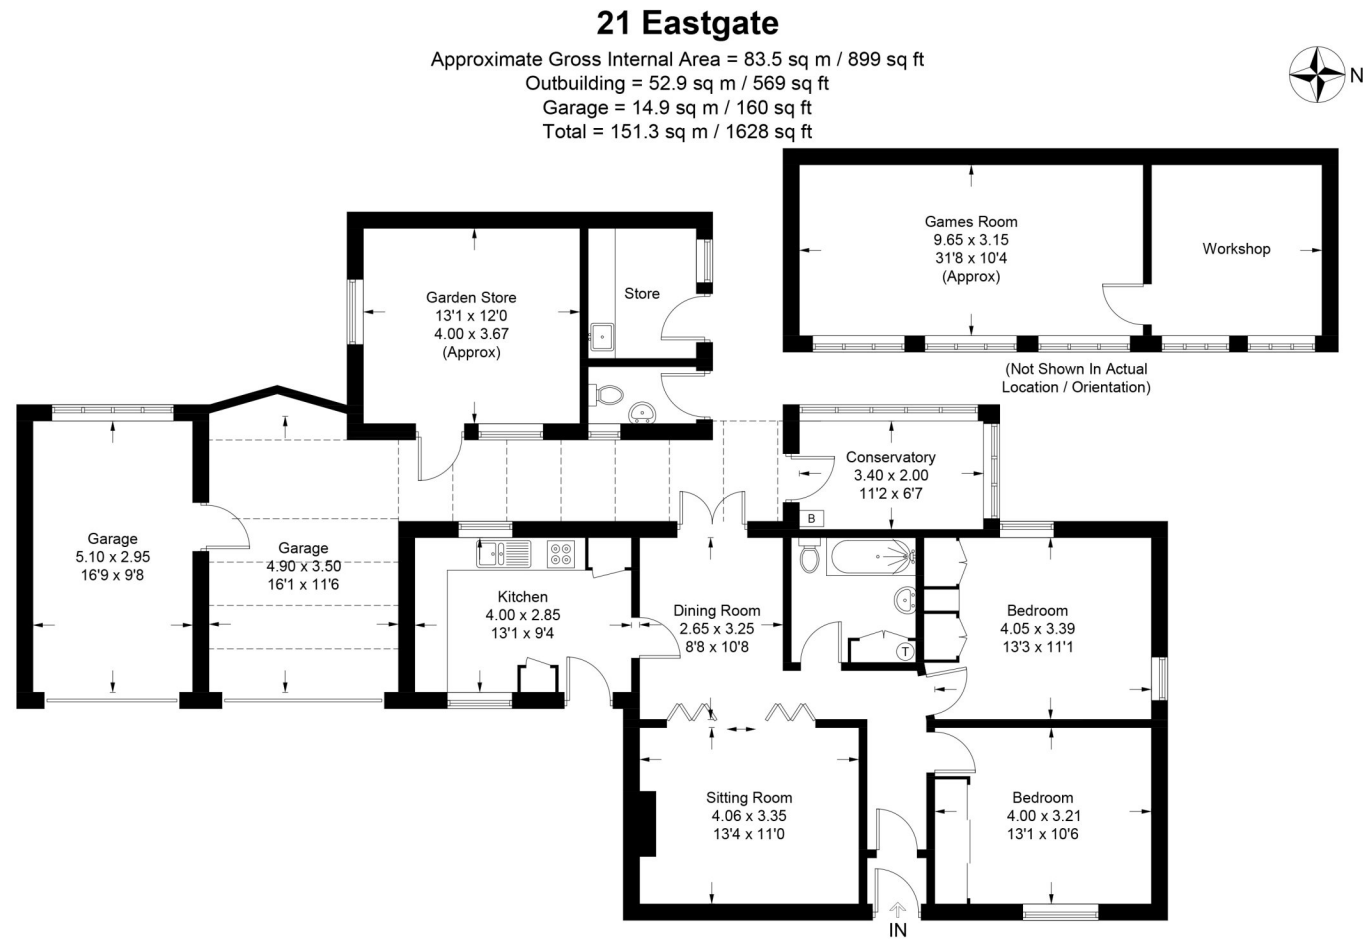 21 Eastgate
Approximate Gross Internal Area = 83.5 sq m / 899 sq ft
Outbuilding = 52.9 sq m / 569 sq ft
Garage = 14.9 sq m / 160 sq ft
Total = 151.3 sq m / 1628 sq ft
N
Games Room
9.65 x 3.15
31'8 x 10'4
(Approx)
Workshop
(Not Shown In Actual
Location / Orientation)
Garden Store
13'1 x 12'0
4.00 x 3.67
(Approx)
Store
Conservatory
3.40 x 2.00
11'2 x 6'7
B
Garage
5.10 x 2.95
16'9 x 9'8
Garage
4.90 x 3.50
16'1 x 11'6
Kitchen
4.00 x 2.85
13'1 x 9'4
Dining Room
2.65 x 3.25
8'8 x 10'8
T
Bedroom
4.05 x 3.39
13'3 x 11'1
Sitting Room
4.06 x 3.35
13'4 x 11'0
Bedroom
4.00 x 3.21
13'1 x 10'6
IN